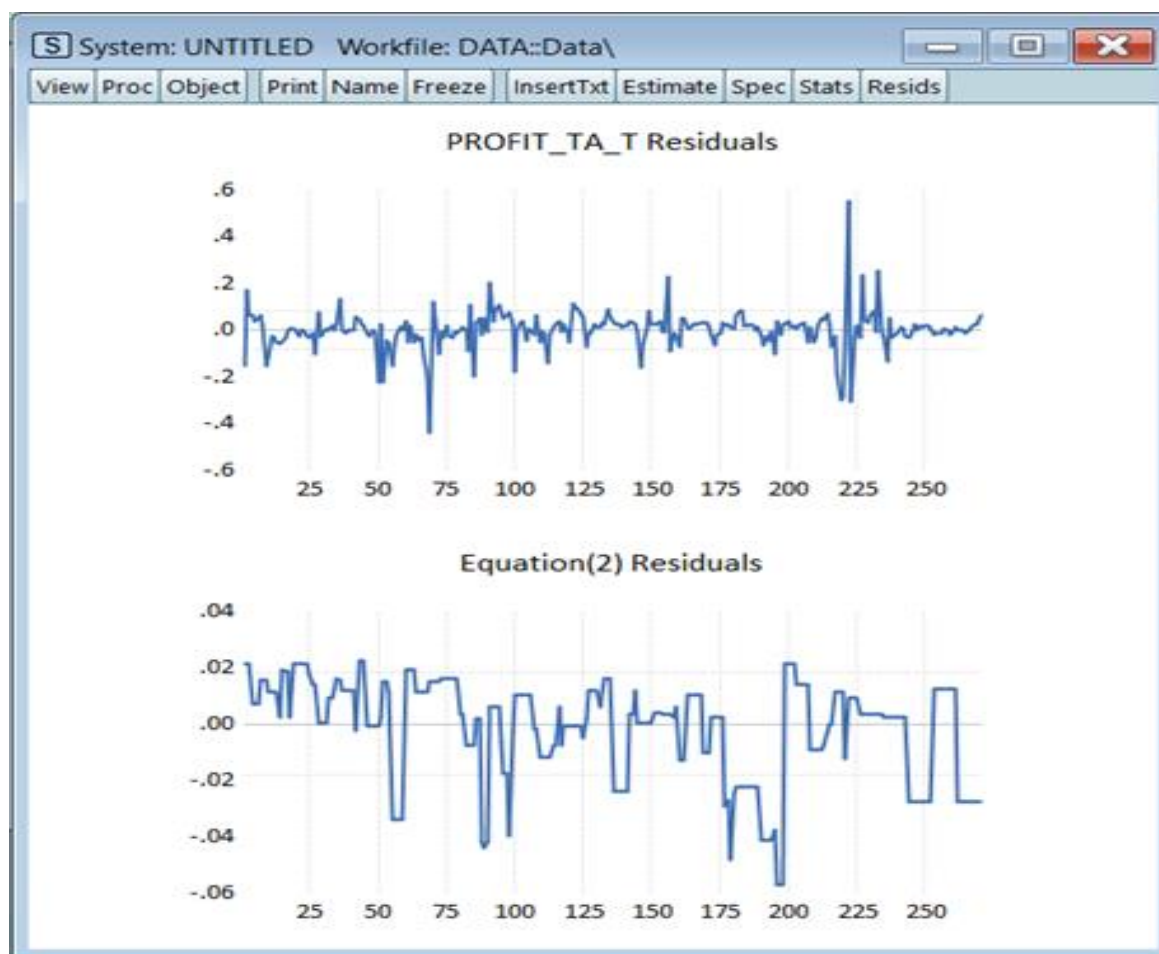 S System: UNTITLED Workfile: DATA::Data\
View Proc Object Print Name Freeze InsertTxt Estimate Spec Stats Resids
PROFIT_TA_T Residuals
.6
.4
.2
.0
-.2
-.4
-.6
25 50 75 100 125 150 175 200 225 250
Equation(2) Residuals
.04
.02
.00
-.02
-.04
-.06
25 50 75 100 125 150 175 200 225 250